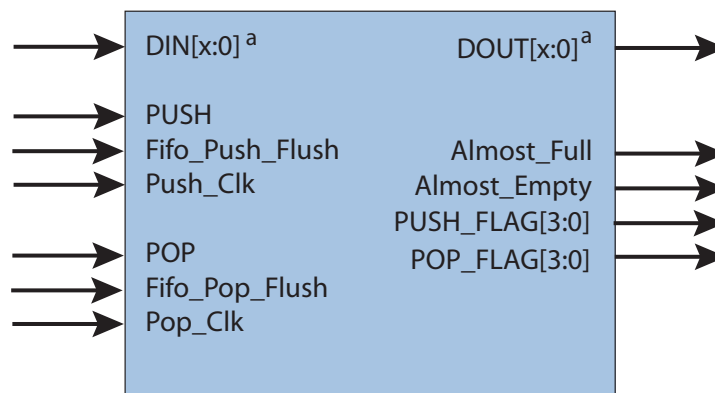 DIN[x:0] a
DOUT[x:0] a
PUSH
Fifo_Push_Flush
Almost_Full
Push_Clk
Almost_Empty
PUSH_FLAG[3:0]
POP
POP_FLAG[3:0]
Fifo_Pop_Flush
Pop_Clk